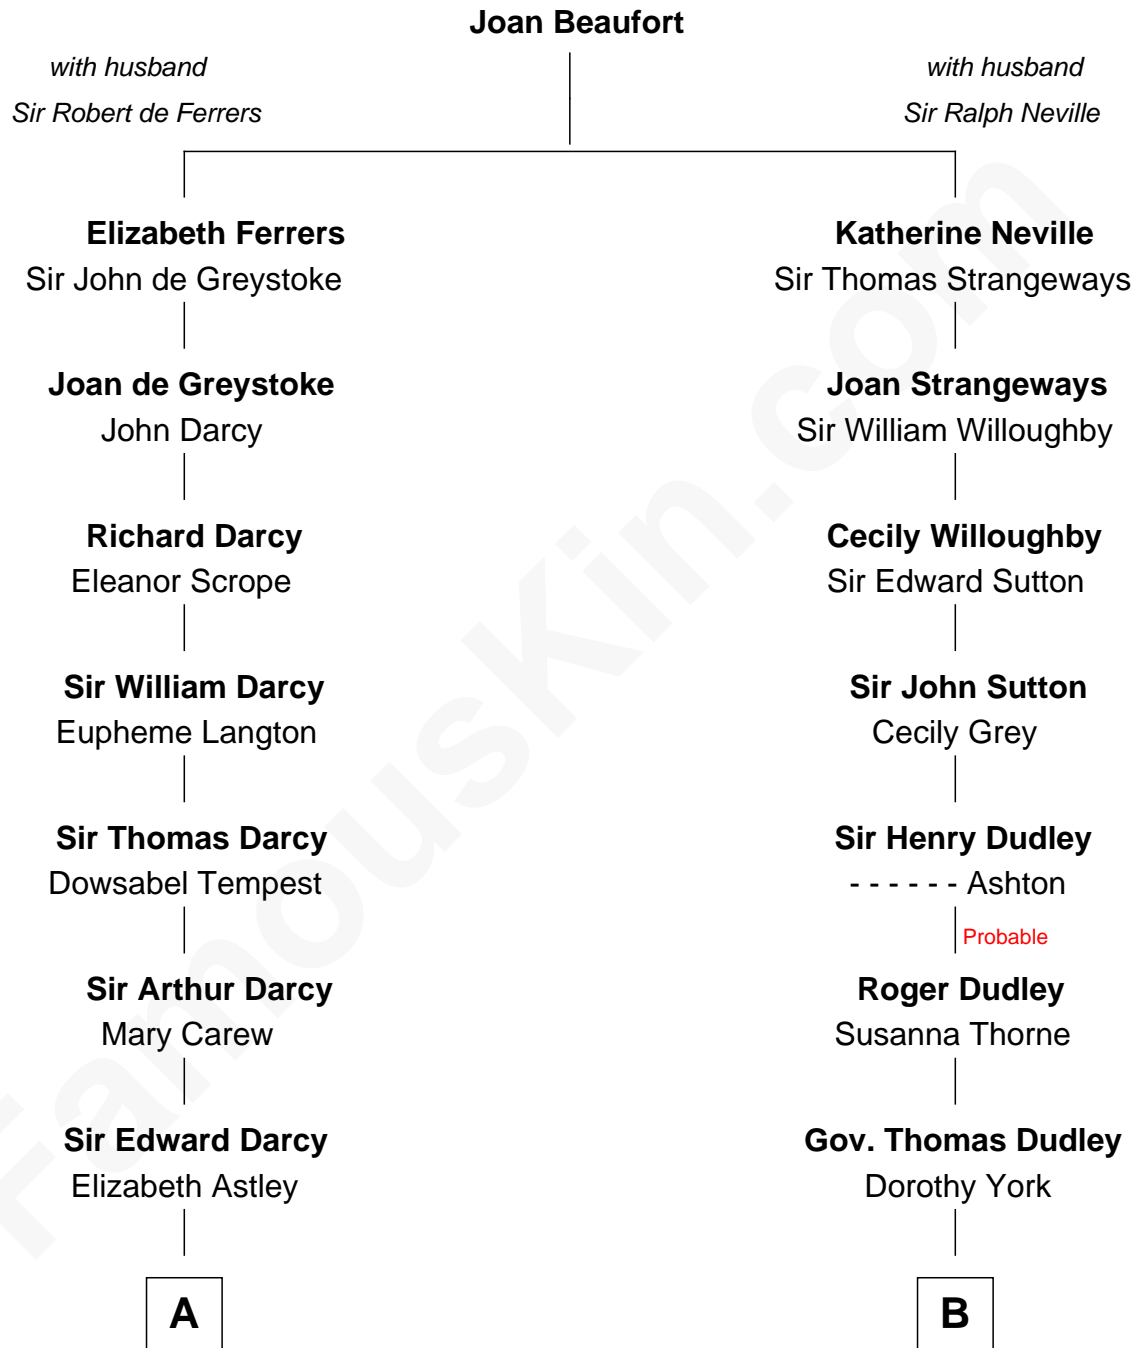 Joan Beaufort
with husband
Sir Robert de Ferrers
with husband
Sir Ralph Neville
Elizabeth Ferrers
Sir John de Greystoke
Katherine Neville
Sir Thomas Strangeways
Joan de Greystoke
John Darcy
Joan Strangeways
Sir William Willoughby
Richard Darcy
Eleanor Scrope
Cecily Willoughby
Sir Edward Sutton
Sir William Darcy
Eupheme Langton
Sir John Sutton
Cecily Grey
Sir Thomas Darcy
Dowsabel Tempest
Sir Henry Dudley
- - - - - - Ashton
Probable
Sir Arthur Darcy
Mary Carew
Roger Dudley
Susanna Thorne
Sir Edward Darcy
Elizabeth Astley
Gov. Thomas Dudley
Dorothy York
A
B
FamousKin.com